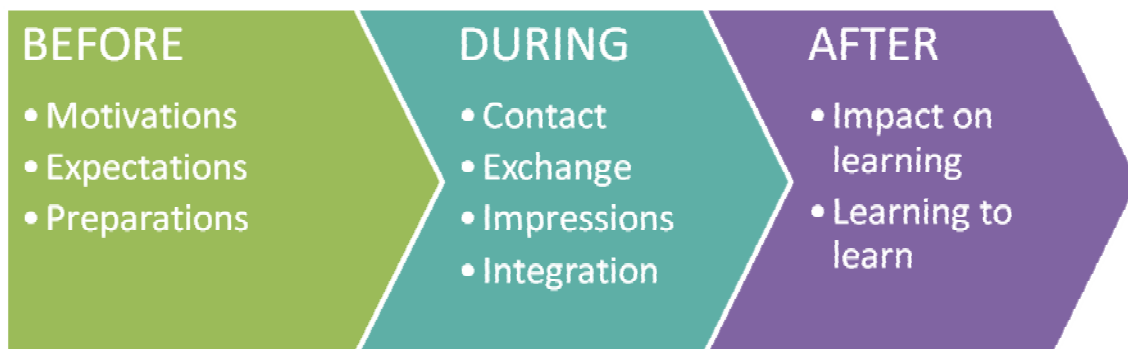 BEFORE
• Motivations
• Expectations
• Preparations
DURING
• Contact
• Exchange
• Impressions
• Integration
AFTER
• Impact on
learning
• Learning to
learn